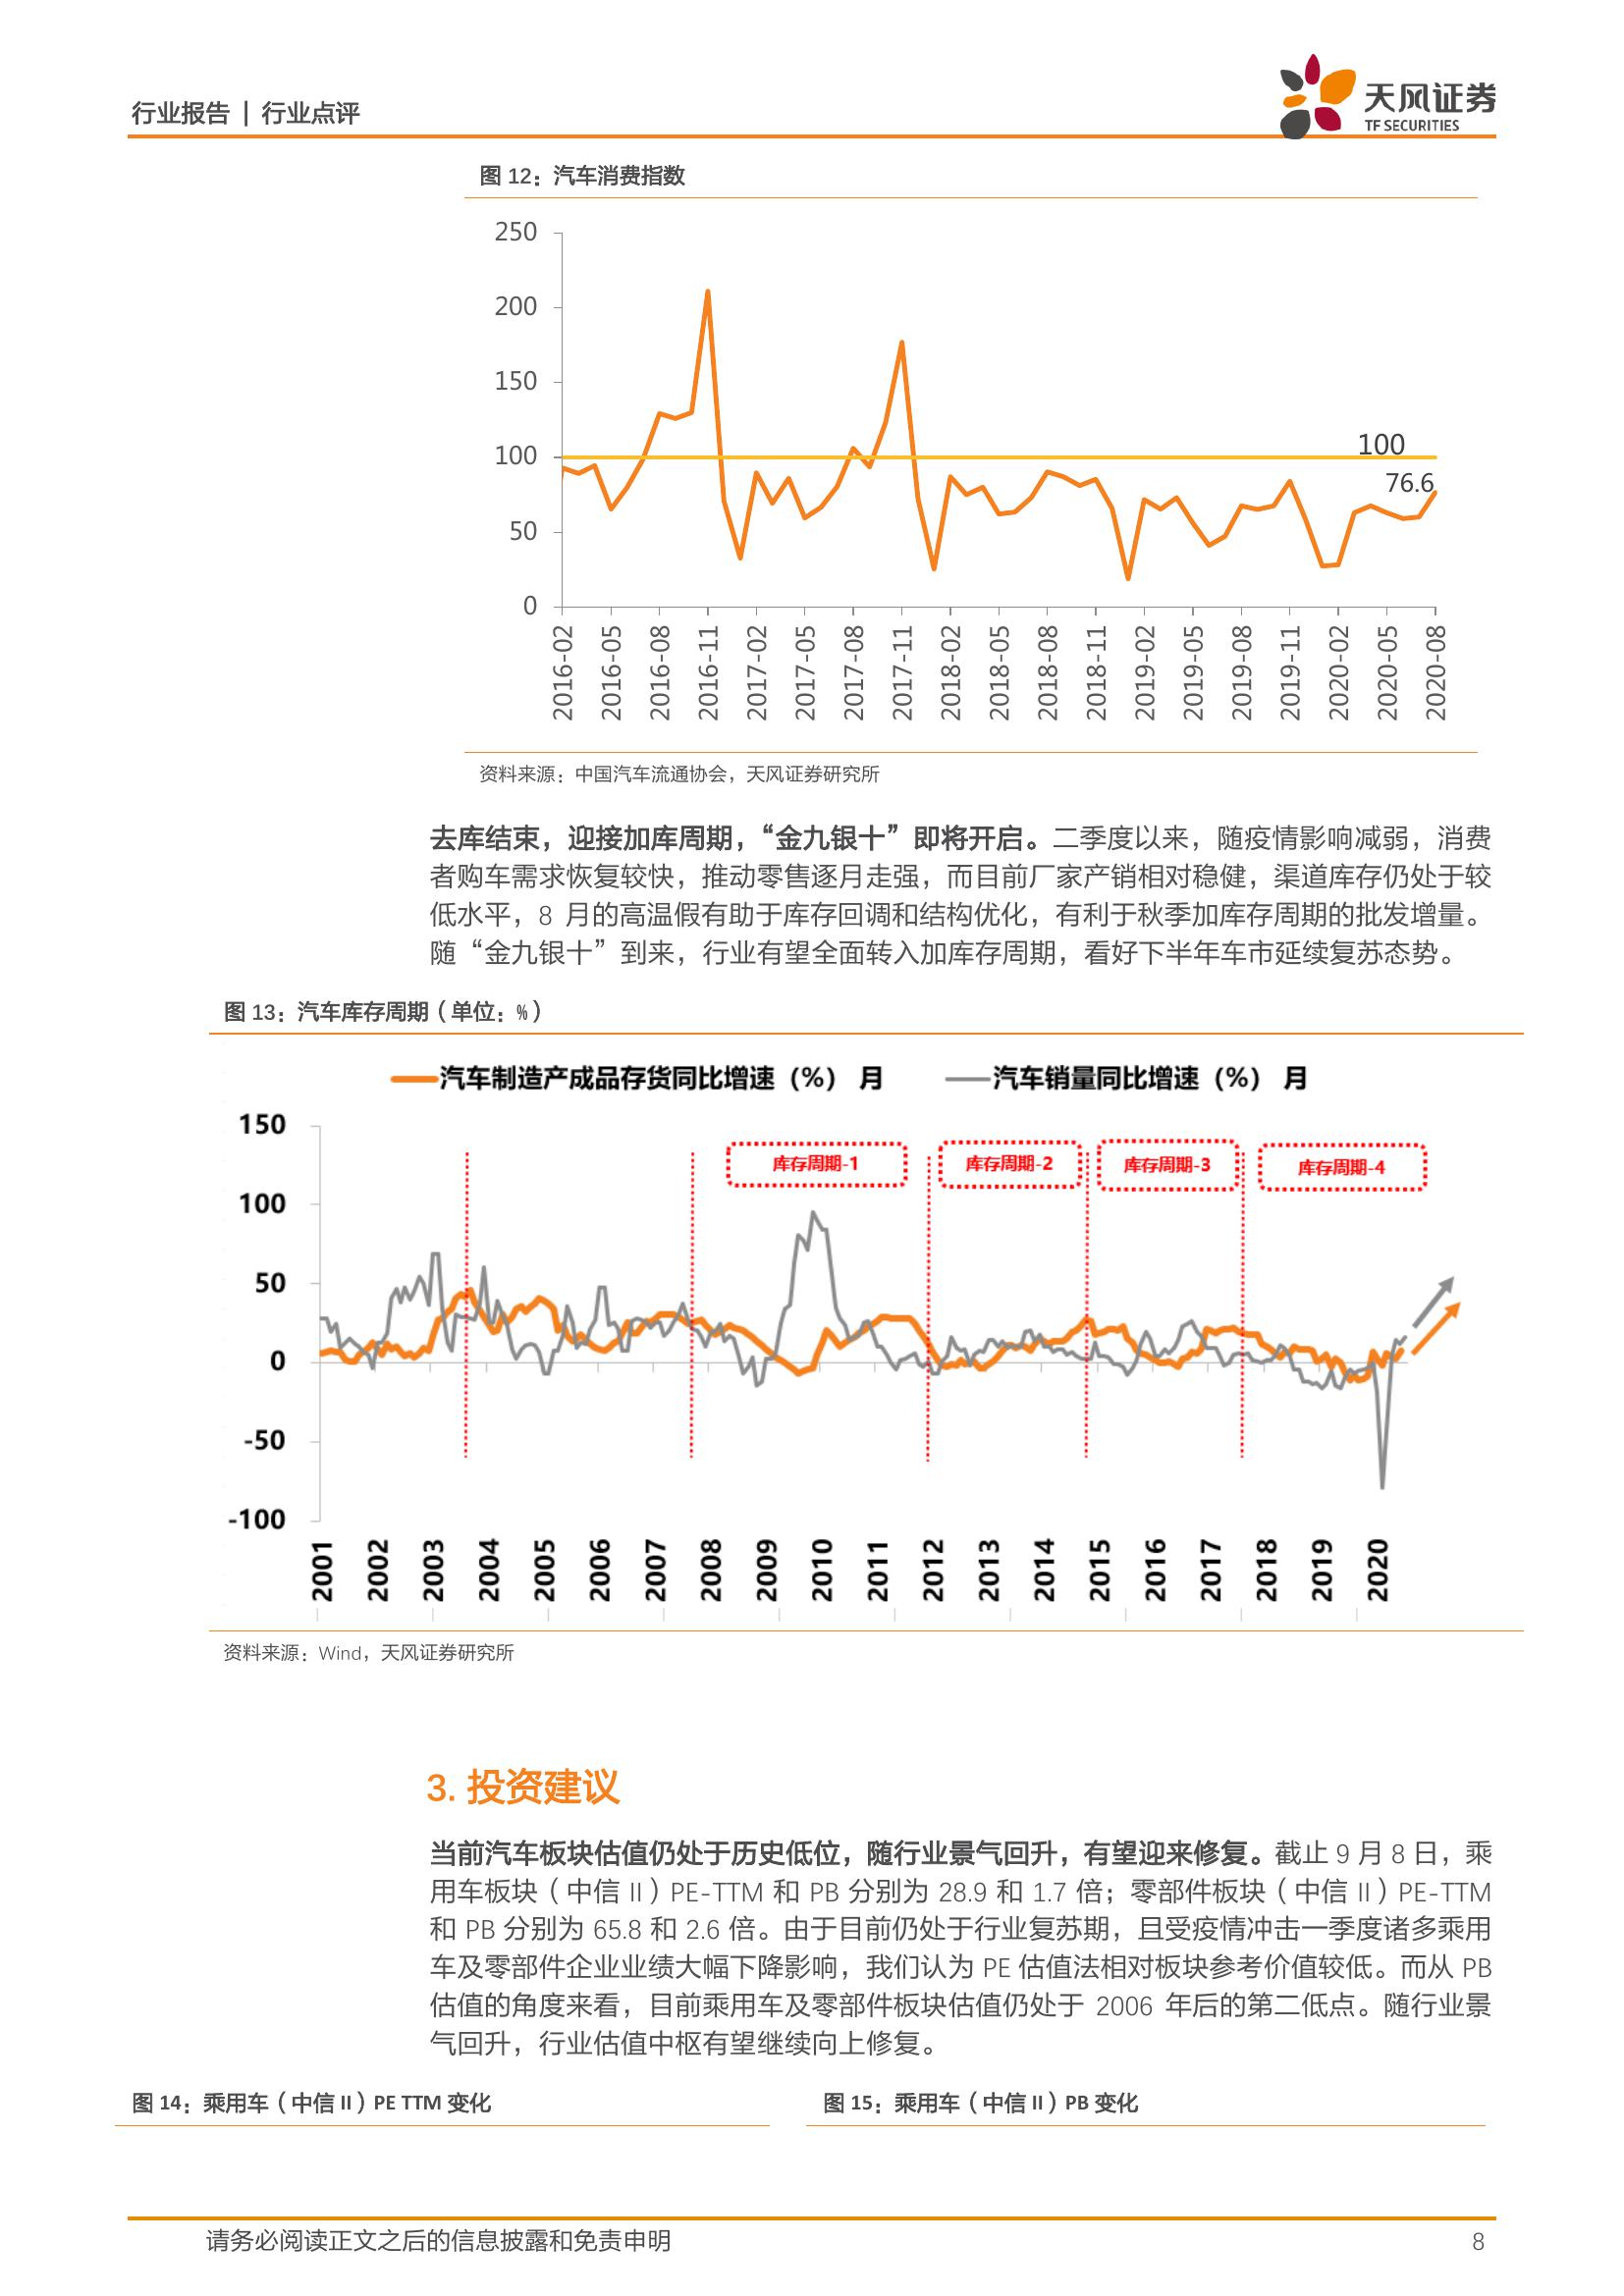 行业报告 | 行业点评
天风证券
TF SECURITIES
图 12：汽车消费指数
250
200
150
100
50
0
100
76.6
2016-02
2016-05
2016-08
2016-11
2017-02
2017-05
2017-08
2017-11
2018-02
2018-05
2018-08
2018-11
2019-02
2019-05
2019-08
2019-11
2020-02
2020-05
2020-08
资料来源：中国汽车流通协会，天风证券研究所
去库结束，迎接加库周期，“金九银十”即将开启。二季度以来，随疫情影响减弱，消费
者购车需求恢复较快，推动零售逐月走强，而目前厂家产销相对稳健，渠道库存仍处于较
低水平，8 月的高温假有助于库存回调和结构优化，有利于秋季加库存周期的批发增量。
随“金九银十”到来，行业有望全面转入加库存周期，看好下半年车市延续复苏态势。
图 13：汽车库存周期（单位：%）
汽车制造产成品存货同比增速（%） 月
汽车销量同比增速（%） 月
150
100
50
0
-50
-100
库存周期-1
库存周期-2
库存周期-3
库存周期-4
2001
2002
2003
2004
2005
2006
2007
2008
2009
2010
2011
2012
2013
2014
2015
2016
2017
2018
2019
2020
资料来源：Wind，天风证券研究所
3. 投资建议
当前汽车板块估值仍处于历史低位，随行业景气回升，有望迎来修复。截止 9 月 8 日，乘
用车板块（中信 II）PE-TTM 和 PB 分别为 28.9 和 1.7 倍；零部件板块（中信 II）PE-TTM
和 PB 分别为 65.8 和 2.6 倍。由于目前仍处于行业复苏期，且受疫情冲击一季度诸多乘用
车及零部件企业业绩大幅下降影响，我们认为 PE 估值法相对板块参考价值较低。而从 PB
估值的角度来看，目前乘用车及零部件板块估值仍处于 2006 年后的第二低点。随行业景
气回升，行业估值中枢有望继续向上修复。
图 14：乘用车（中信 II）PE TTM 变化
图 15：乘用车（中信 II）PB 变化
请务必阅读正文之后的信息披露和免责申明
8